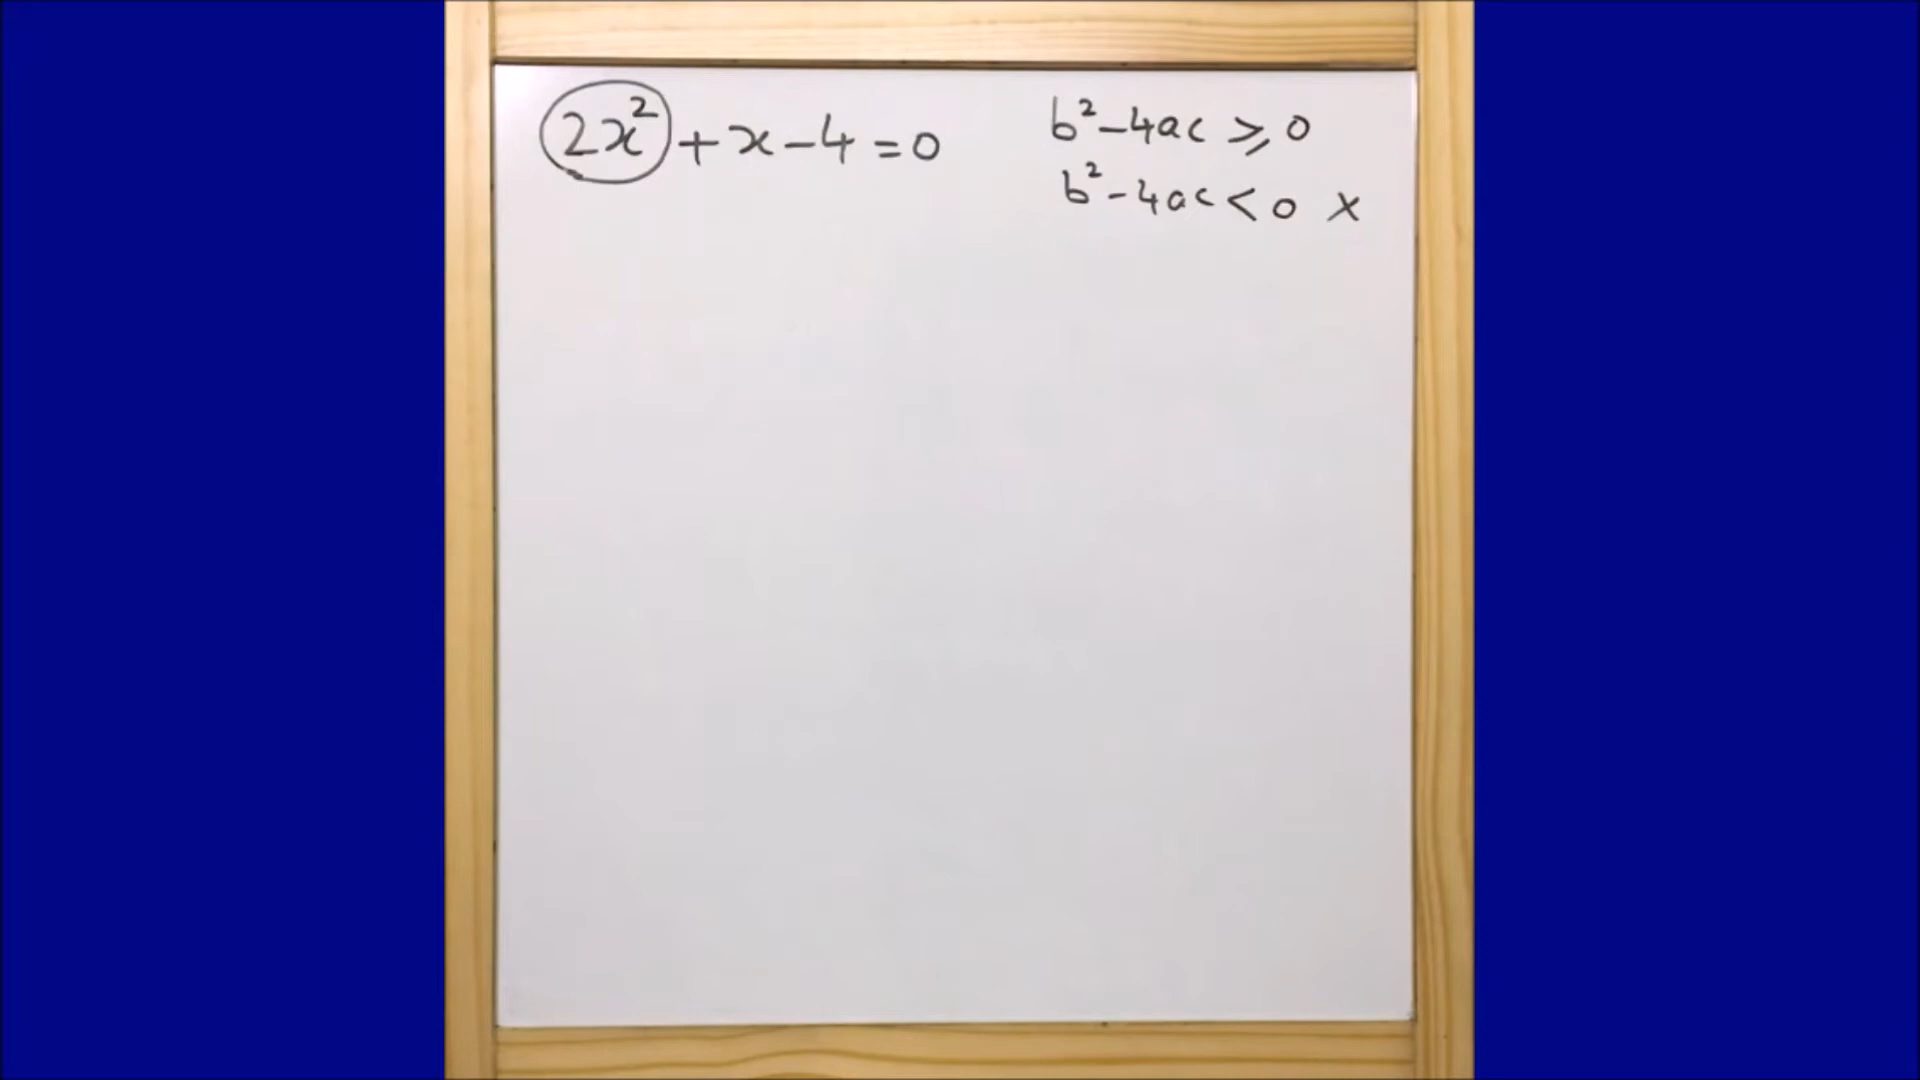 2x² + x - 4 = 0
b² - 4ac ⩾ 0
b² - 4ac < 0 ×